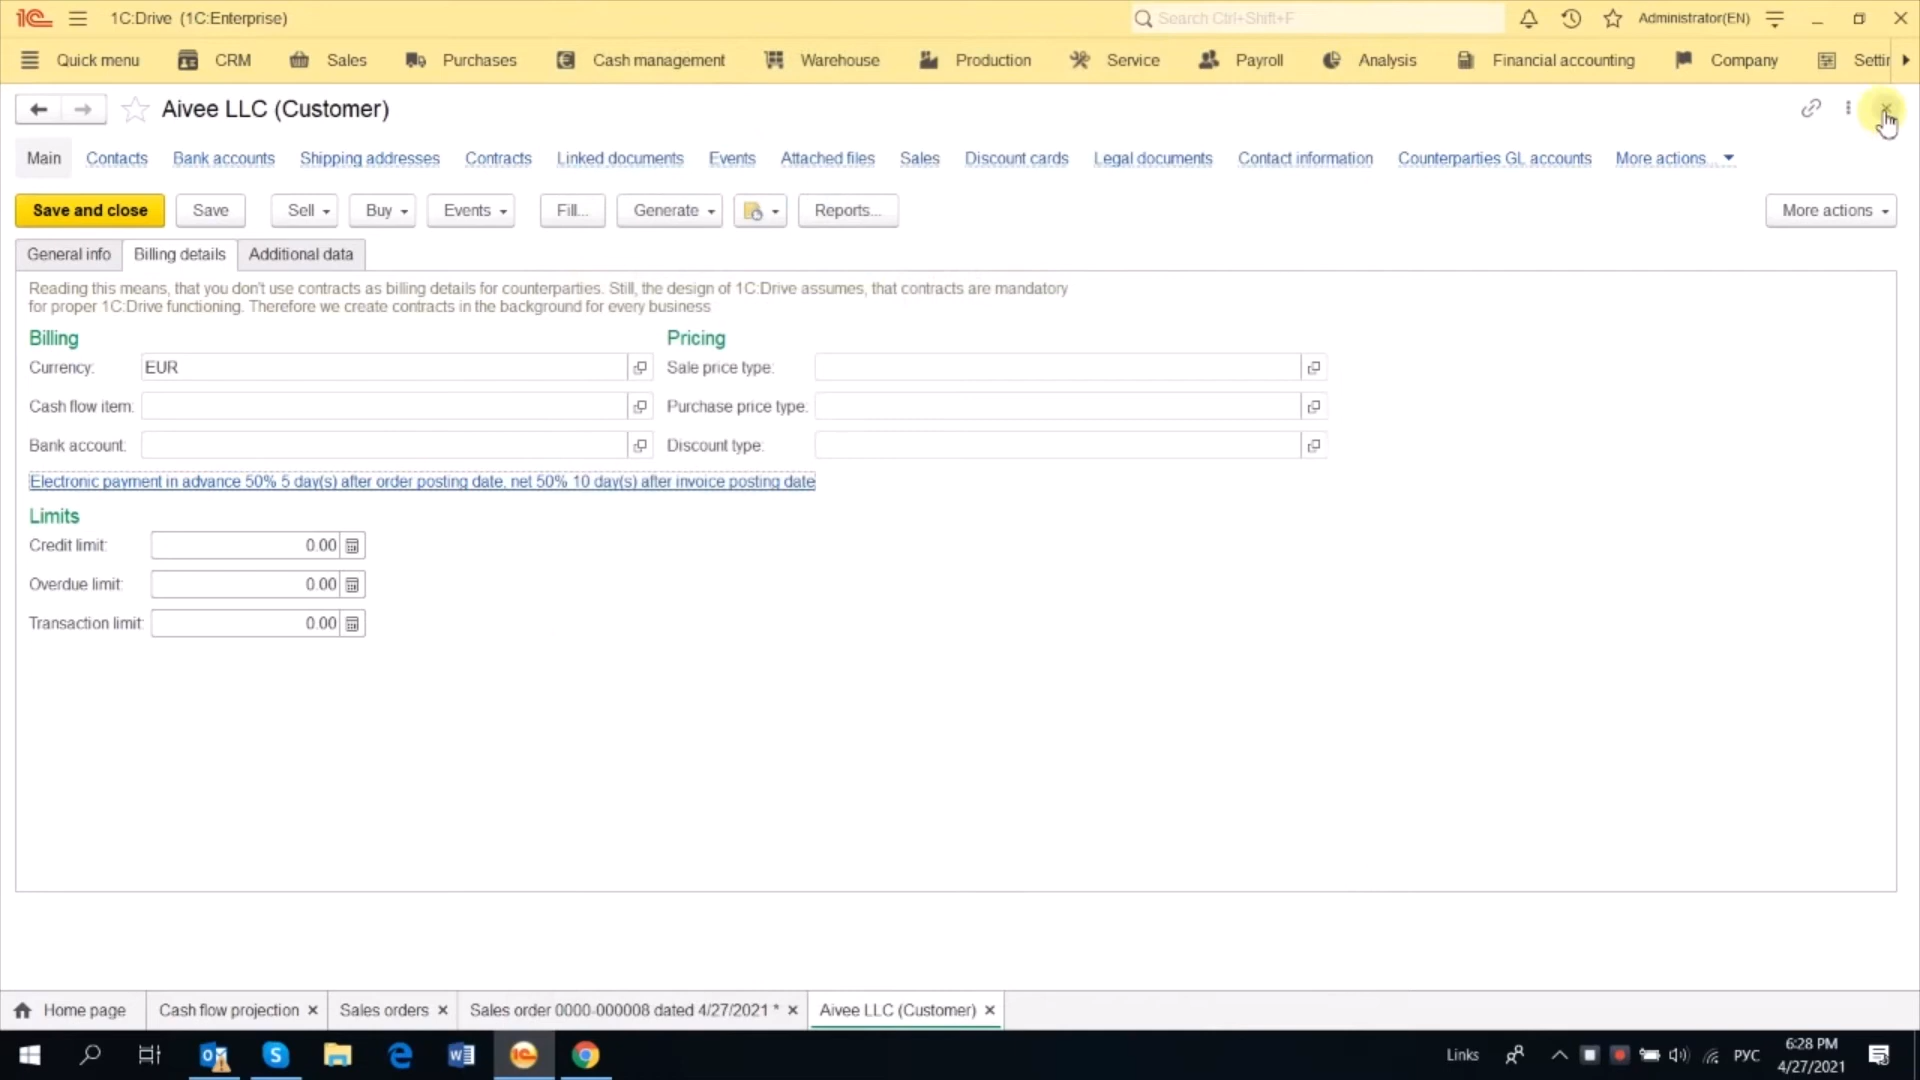 1C:Drive (1C:Enterprise)
Search Ctrl+Shift+F
Administrator(EN)
Quick menu CRM Sales Purchases Cash management Warehouse Production Service Payroll Analysis Financial accounting Company Settir
Aivee LLC (Customer)
Main Contacts Bank accounts Shipping addresses Contracts Linked documents Events Attached files Sales Discount cards Legal documents Contact information Counterparties GL accounts More actions...
Save and close Save Sell Buy Events Fill... Generate Reports... More actions
General info Billing details Additional data
Reading this means, that you don't use contracts as billing details for counterparties. Still, the design of 1C:Drive assumes, that contracts are mandatory
for proper 1C:Drive functioning. Therefore we create contracts in the background for every business
Billing Pricing
Currency: EUR Sale price type:
Cash flow item: Purchase price type:
Bank account: Discount type:
Electronic payment in advance 50% 5 day(s) after order posting date, net 50% 10 day(s) after invoice posting date
Limits
Credit limit: 0.00
Overdue limit: 0.00
Transaction limit: 0.00
Home page Cash flow projection Sales orders Sales order 0000-000008 dated 4/27/2021 * Aivee LLC (Customer)
Links РУС 6:28 PM
4/27/2021